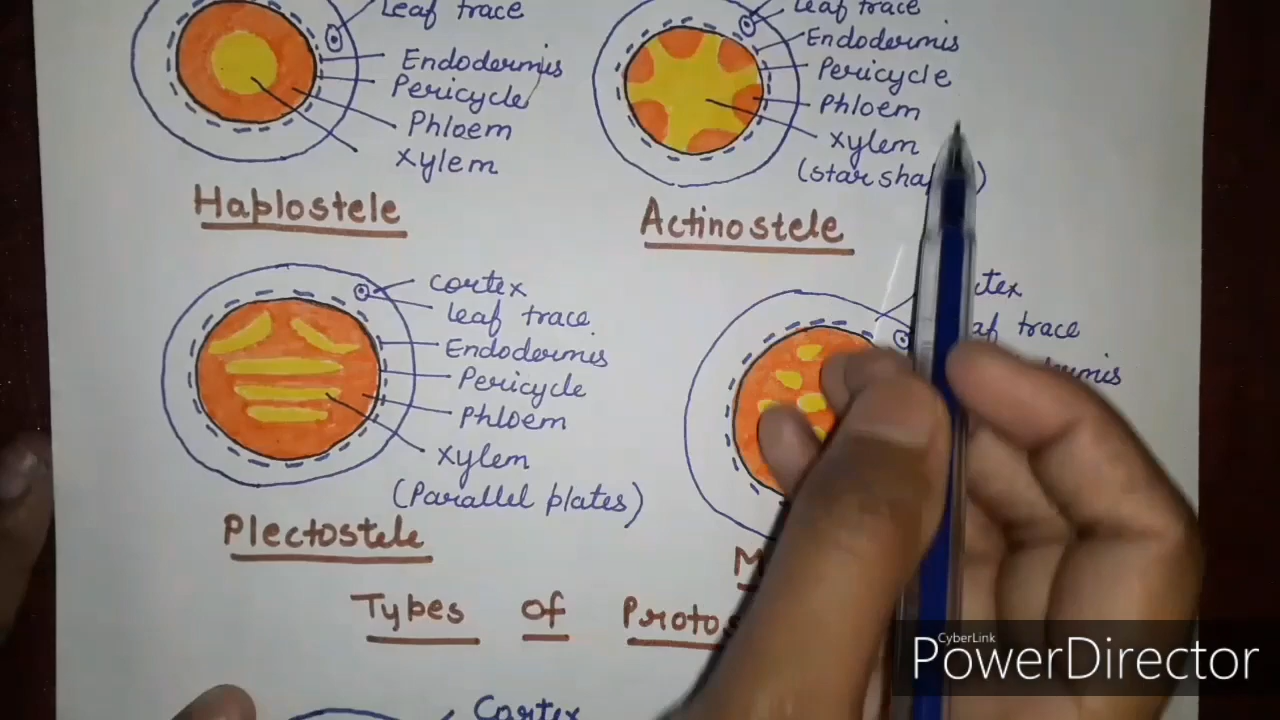 Leaf trace
Endodermis
Pericycle
Phloem
Xylem
Haplostele
Leaf trace
Endodermis
Pericycle
Phloem
Xylem
(star
Actinostele
Cortex
Leaf trace
Endodermis
Pericycle
Phloem
Xylem
(Parallel plates)
Plectostele
trace
Types of
Cortex
CyberLink
PowerDirector